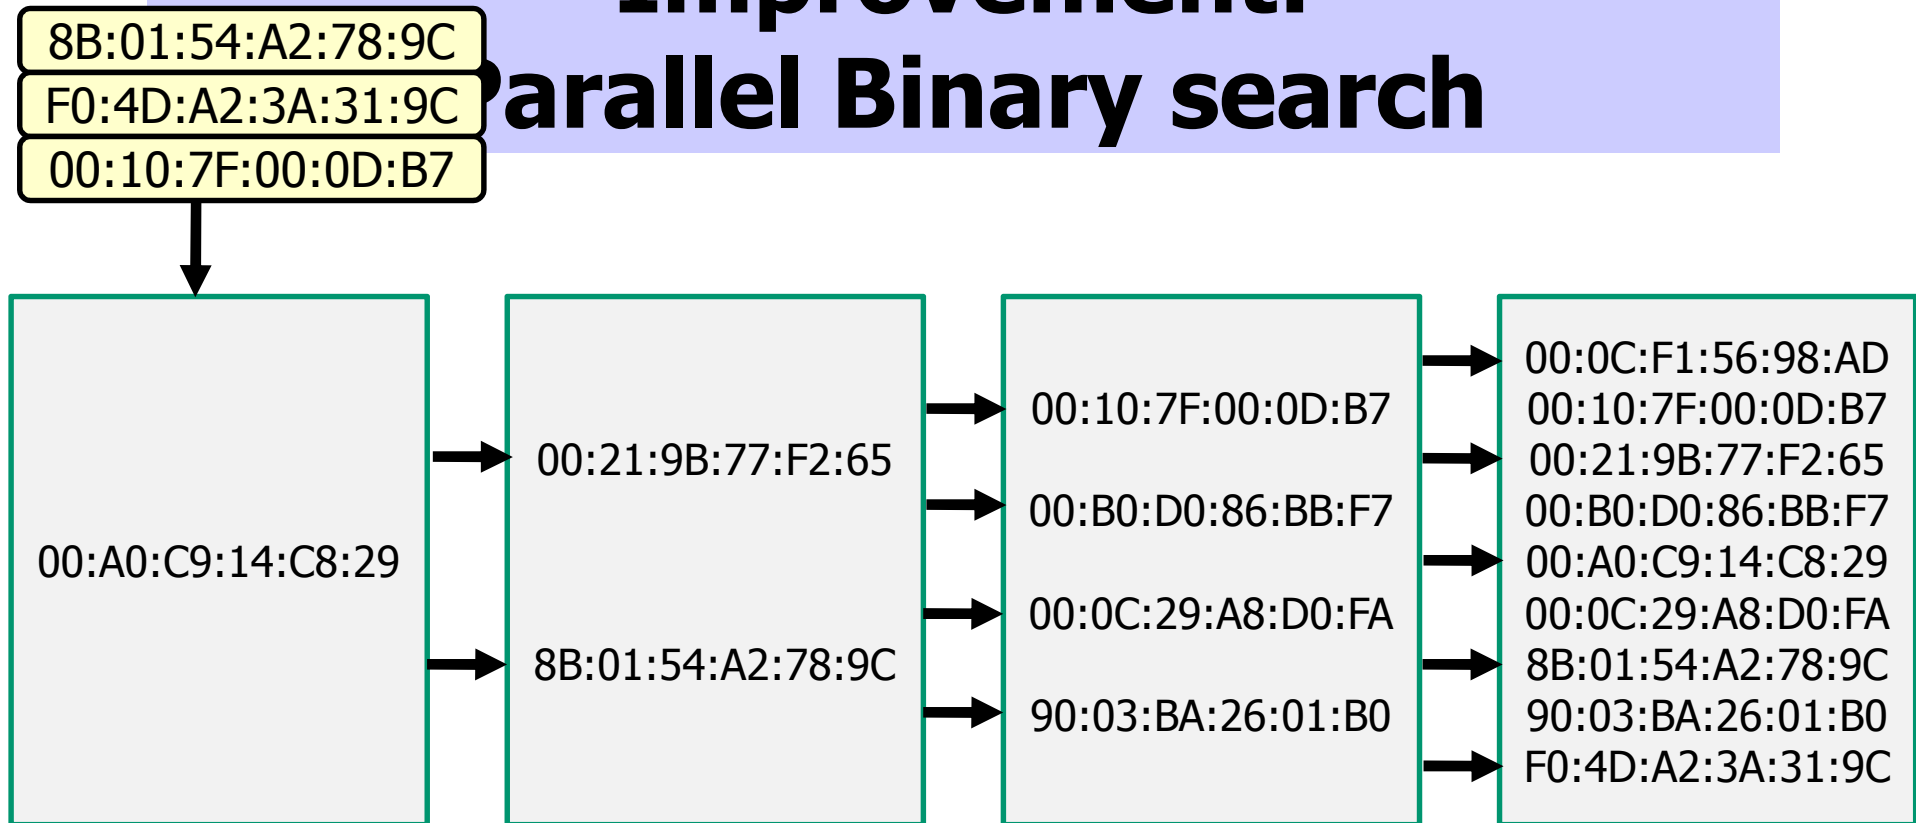 Improvement:
Parallel Binary search
8B:01:54:A2:78:9C
F0:4D:A2:3A:31:9C
00:10:7F:00:0D:B7
00:A0:C9:14:C8:29
00:21:9B:77:F2:65
8B:01:54:A2:78:9C
00:10:7F:00:0D:B7
00:B0:D0:86:BB:F7
00:0C:29:A8:D0:FA
90:03:BA:26:01:B0
00:0C:F1:56:98:AD
00:10:7F:00:0D:B7
00:21:9B:77:F2:65
00:B0:D0:86:BB:F7
00:A0:C9:14:C8:29
00:0C:29:A8:D0:FA
8B:01:54:A2:78:9C
90:03:BA:26:01:B0
F0:4D:A2:3A:31:9C